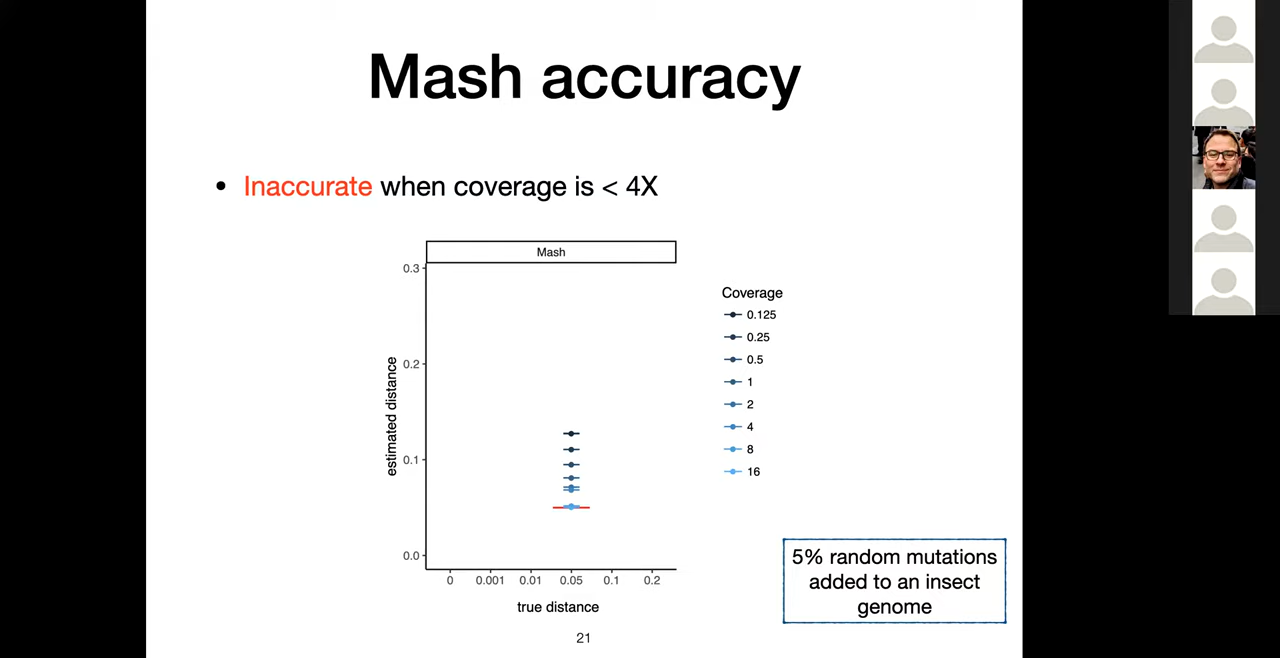 Mash accuracy
• Inaccurate when coverage is < 4X
Mash
0.3
0.2
0.1
0.0
estimated distance
0 0.001 0.01 0.05 0.1 0.2
true distance
Coverage
0.125
0.25
0.5
1
2
4
8
16
5% random mutations
added to an insect
genome
21